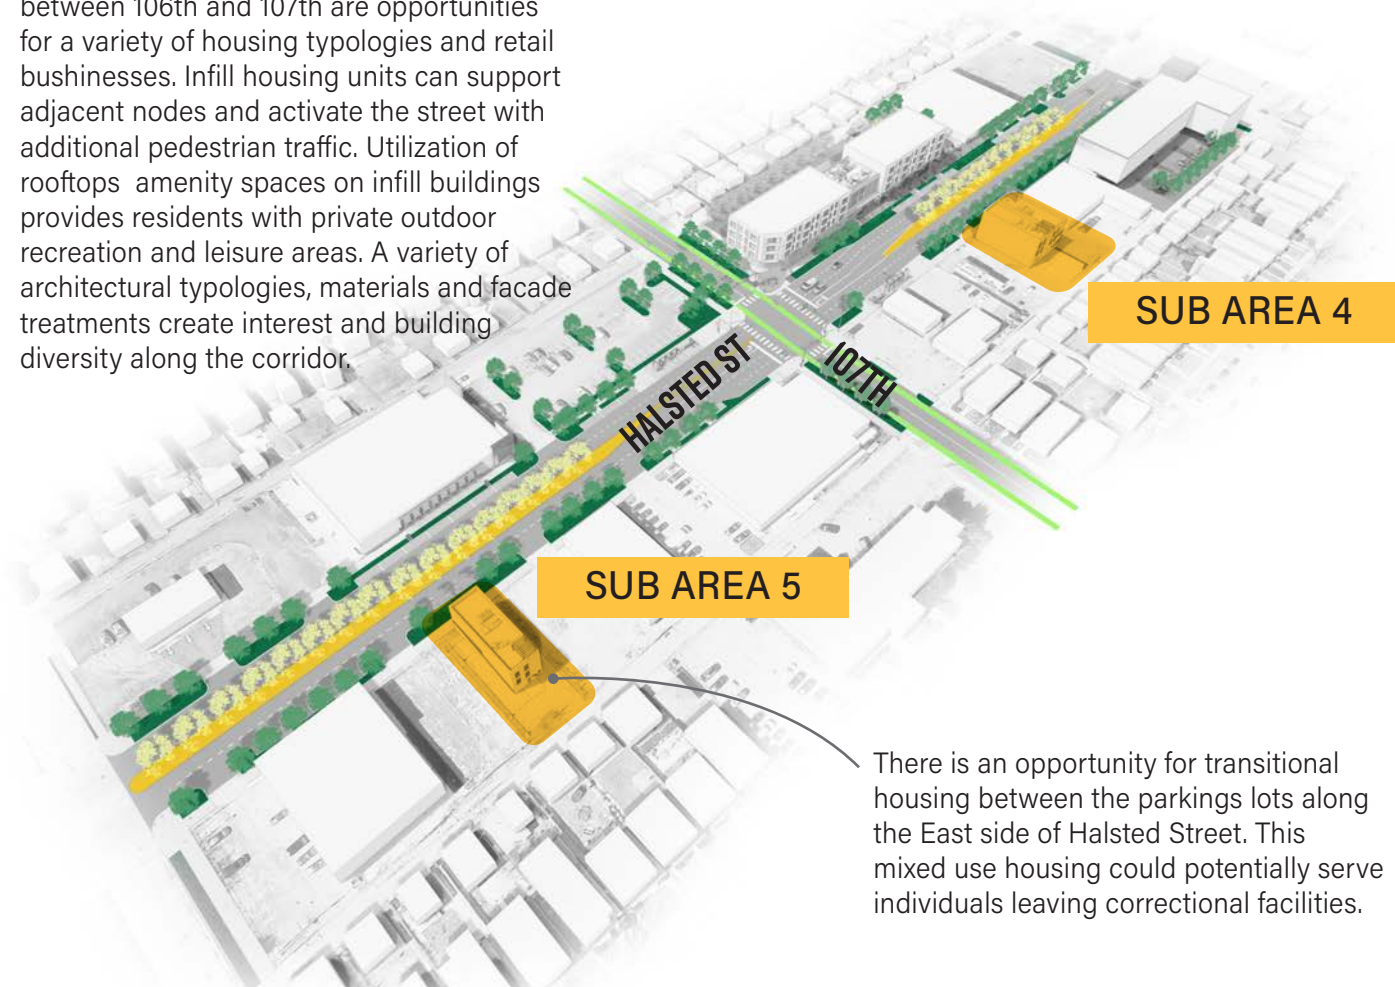 between 106th and 107th are opportunities
for a variety of housing typologies and retail
bushinesses. Infill housing units can support
adjacent nodes and activate the street with
additional pedestrian traffic. Utilization of
rooftops  amenity spaces on infill buildings
provides residents with private outdoor
recreation and leisure areas. A variety of
architectural typologies, materials and facade
treatments create interest and building
diversity along the corridor.
SUB AREA 4
HALSTED ST
107TH
SUB AREA 5
There is an opportunity for transitional
housing between the parkings lots along
the East side of Halsted Street. This
mixed use housing could potentially serve
individuals leaving correctional facilities.